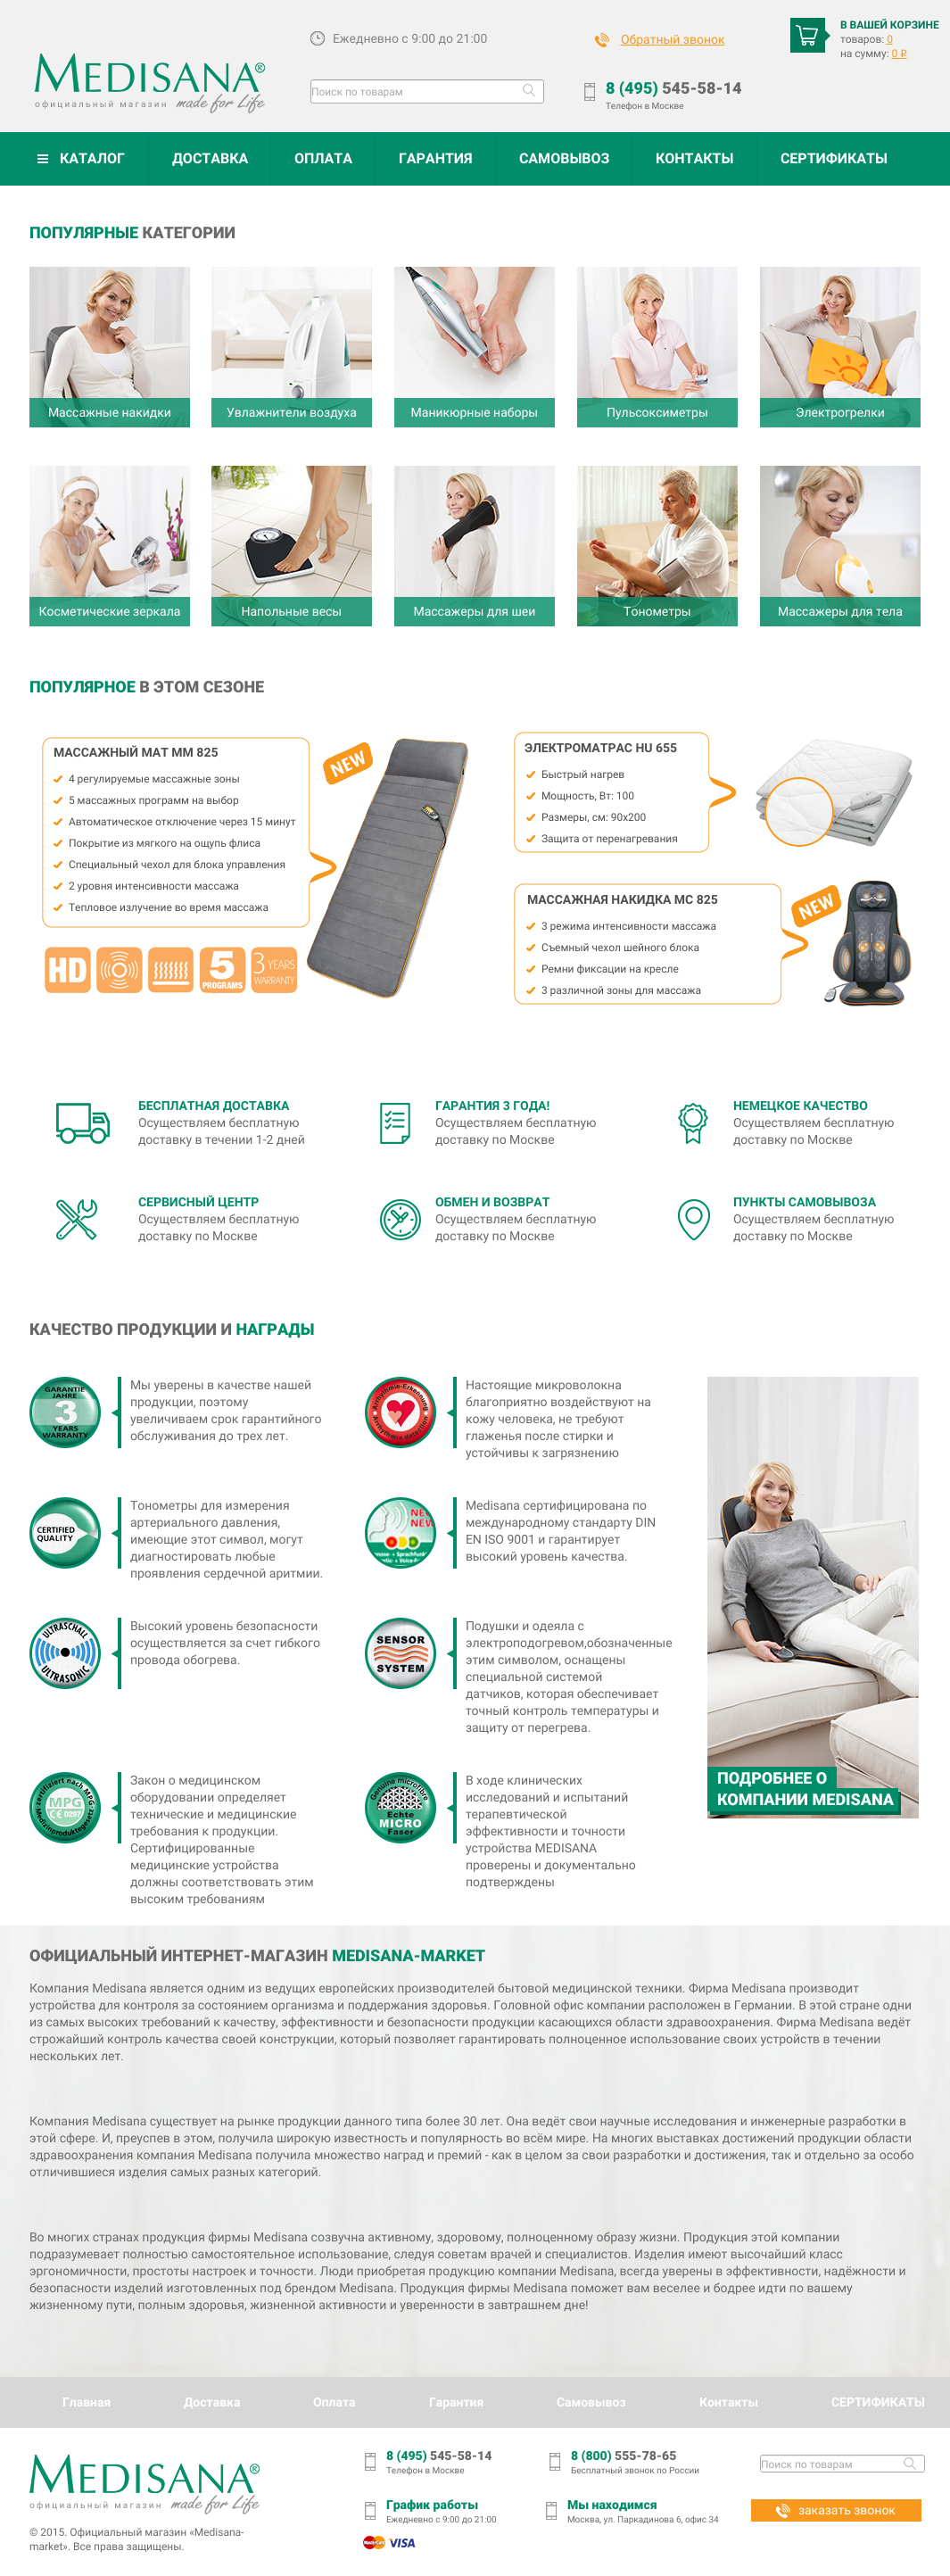 MEDISANA®
официальный магазин made for Life
Ежедневно с 9:00 до 21:00
Поиск по товарам
Обратный звонок
8 (495) 545-58-14
Телефон в Москве
В ВАШЕЙ КОРЗИНЕ
товаров: 0
на сумму: 0 ₽
КАТАЛОГ ДОСТАВКА ОПЛАТА ГАРАНТИЯ САМОВЫВОЗ КОНТАКТЫ СЕРТИФИКАТЫ
ПОПУЛЯРНЫЕ КАТЕГОРИИ
Массажные накидки
Увлажнители воздуха
Маникюрные наборы
Пульсоксиметры
Электрогрелки
Косметические зеркала
Напольные весы
Массажеры для шеи
Тонометры
Массажеры для тела
ПОПУЛЯРНОЕ В ЭТОМ СЕЗОНЕ
МАССАЖНЫЙ МАТ MM 825
4 регулируемые массажные зоны
5 массажных программ на выбор
Автоматическое отключение через 15 минут
Покрытие из мягкого на ощупь флиса
Специальный чехол для блока управления
2 уровня интенсивности массажа
Тепловое излучение во время массажа
NEW
HD
5
PROGRAMS
3 YEARS
WARRANTY
ЭЛЕКТРОМАТРАС HU 655
Быстрый нагрев
Мощность, Вт: 100
Размеры, см: 90x200
Защита от перенагревания
МАССАЖНАЯ НАКИДКА MC 825
3 режима интенсивности массажа
Съемный чехол шейного блока
Ремни фиксации на кресле
3 различной зоны для массажа
NEW
БЕСПЛАТНАЯ ДОСТАВКА
Осуществляем бесплатную
доставку в течении 1-2 дней
ГАРАНТИЯ 3 ГОДА!
Осуществляем бесплатную
доставку по Москве
НЕМЕЦКОЕ КАЧЕСТВО
Осуществляем бесплатную
доставку по Москве
СЕРВИСНЫЙ ЦЕНТР
Осуществляем бесплатную
доставку по Москве
ОБМЕН И ВОЗВРАТ
Осуществляем бесплатную
доставку по Москве
ПУНКТЫ САМОВЫВОЗА
Осуществляем бесплатную
доставку по Москве
КАЧЕСТВО ПРОДУКЦИИ И НАГРАДЫ
GARANTIE
JAHRE
3
YEARS
WARRANTY
Мы уверены в качестве нашей
продукции, поэтому
увеличиваем срок гарантийного
обслуживания до трех лет.
Arrhythmie-Erkennung
Arrhythmia detection
Настоящие микроволокна
благоприятно воздействуют на
кожу человека, не требуют
глаженья после стирки и
устойчивы к загрязнению
CERTIFIED
QUALITY
Тонометры для измерения
артериального давления,
имеющие этот символ, могут
диагностировать любые
проявления сердечной аритмии.
NEW
Medisana сертифицирована по
международному стандарту DIN
EN ISO 9001 и гарантирует
высокий уровень качества.
ULTRASCHALL
ULTRASONIC
Высокий уровень безопасности
осуществляется за счет гибкого
провода обогрева.
SENSOR
SYSTEM
Подушки и одеяла с
электроподогревом,обозначенные
этим символом, оснащены
специальной системой
датчиков, которая обеспечивает
точный контроль температуры и
защиту от перегрева.
zertifiziert nach MPG
MPG
CE 0297
Medizinproduktegesetz
Закон о медицинском
оборудовании определяет
технические и медицинские
требования к продукции.
Сертифицированные
медицинские устройства
должны соответствовать этим
высоким требованиям
Genuine microfibre
Echte
MICRO
Faser
В ходе клинических
исследований и испытаний
терапевтической
эффективности и точности
устройства MEDISANA
проверены и документально
подтверждены
ПОДРОБНЕЕ О
КОМПАНИИ MEDISANA
ОФИЦИАЛЬНЫЙ ИНТЕРНЕТ-МАГАЗИН MEDISANA-MARKET
Компания Medisana является одним из ведущих европейских производителей бытовой медицинской техники. Фирма Medisana производит
устройства для контроля за состоянием организма и поддержания здоровья. Головной офис компании расположен в Германии. В этой стране одни
из самых высоких требований к качеству, эффективности и безопасности продукции касающихся области здравоохранения. Фирма Medisana ведёт
строжайший контроль качества своей конструкции, который позволяет гарантировать полноценное использование своих устройств в течении
нескольких лет.
Компания Medisana существует на рынке продукции данного типа более 30 лет. Она ведёт свои научные исследования и инженерные разработки в
этой сфере. И, преуспев в этом, получила широкую известность и популярность во всём мире. На многих выставках достижений продукции области
здравоохранения компания Medisana получила множество наград и премий - как в целом за свои разработки и достижения, так и отдельно за особо
отличившиеся изделия самых разных категорий.
Во многих странах продукция фирмы Medisana созвучна активному, здоровому, полноценному образу жизни. Продукция этой компании
подразумевает полностью самостоятельное использование, следуя советам врачей и специалистов. Изделия имеют высочайший класс
эргономичности, простоты настроек и точности. Люди приобретая продукцию компании Medisana, всегда уверены в эффективности, надёжности и
безопасности изделий изготовленных под брендом Medisana. Продукция фирмы Medisana поможет вам веселее и бодрее идти по вашему
жизненному пути, полным здоровья, жизненной активности и уверенности в завтрашнем дне!
Главная Доставка Оплата Гарантия Самовывоз Контакты СЕРТИФИКАТЫ
MEDISANA®
официальный магазин made for Life
© 2015. Официальный магазин «Medisana-
market». Все права защищены.
8 (495) 545-58-14
Телефон в Москве
8 (800) 555-78-65
Бесплатный звонок по России
График работы
Ежедневно с 9:00 до 21:00
Мы находимся
Москва, ул. Паркадинова 6, офис 34
MasterCard VISA
Поиск по товарам
заказать звонок